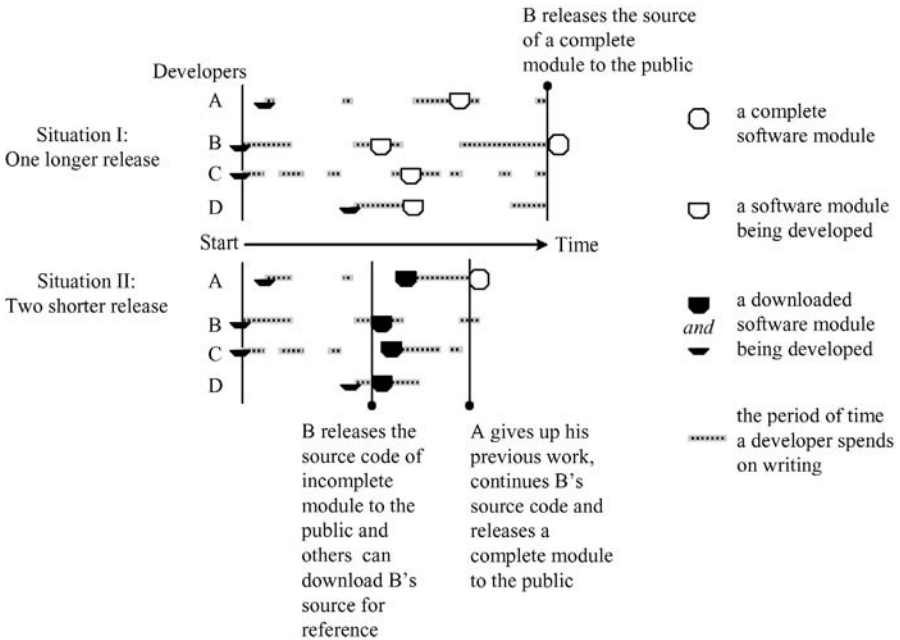 B releases the source
of a complete
module to the public
Developers
A
Situation I:
One longer release
B
C
D
a complete
software module
a software module
being developed
Start
Time
Situation II:
Two shorter release
A
B
C
D
a downloaded
and software module
being developed
the period of time
a developer spends
on writing
B releases the
source code of
incomplete
module to the
public and
others can
download B's
source for
reference
A gives up his
previous work,
continues B's
source code and
releases a
complete module
to the public